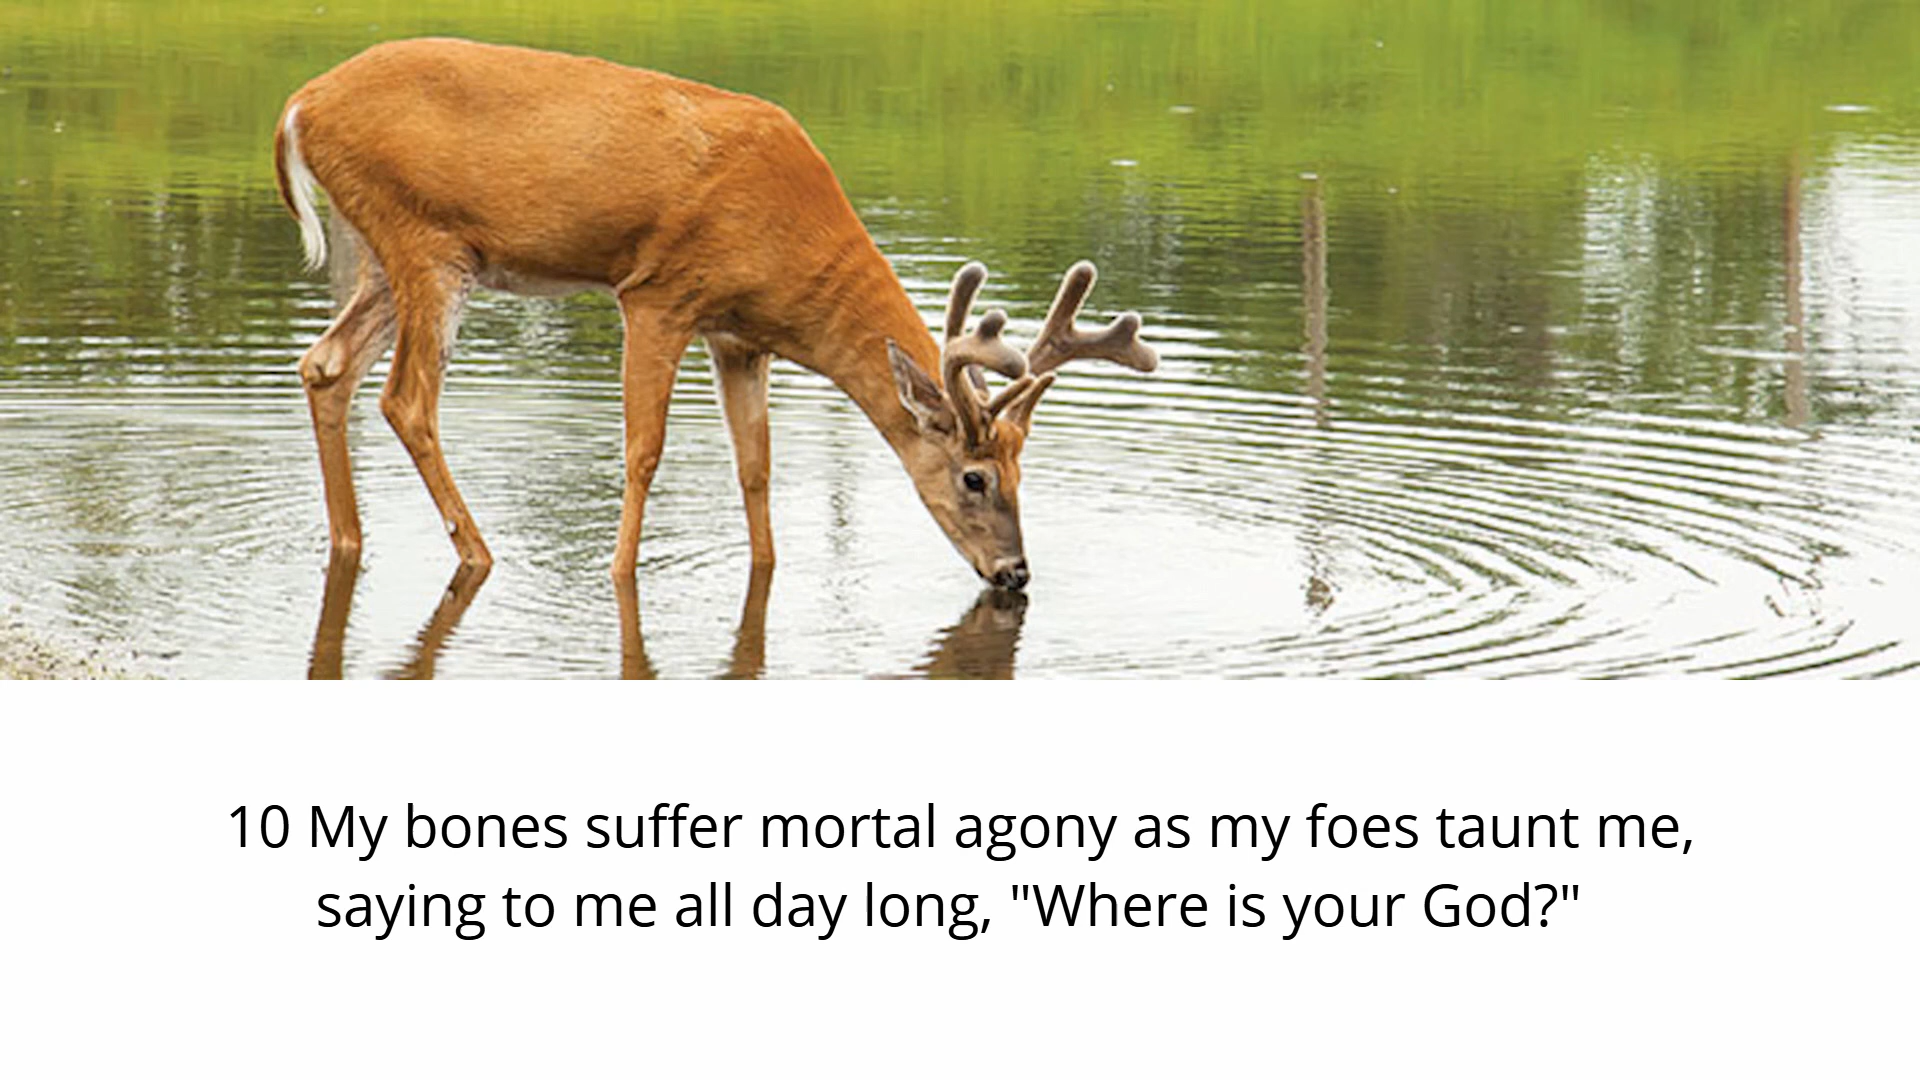 10 My bones suffer mortal agony as my foes taunt me,
saying to me all day long, "Where is your God?"